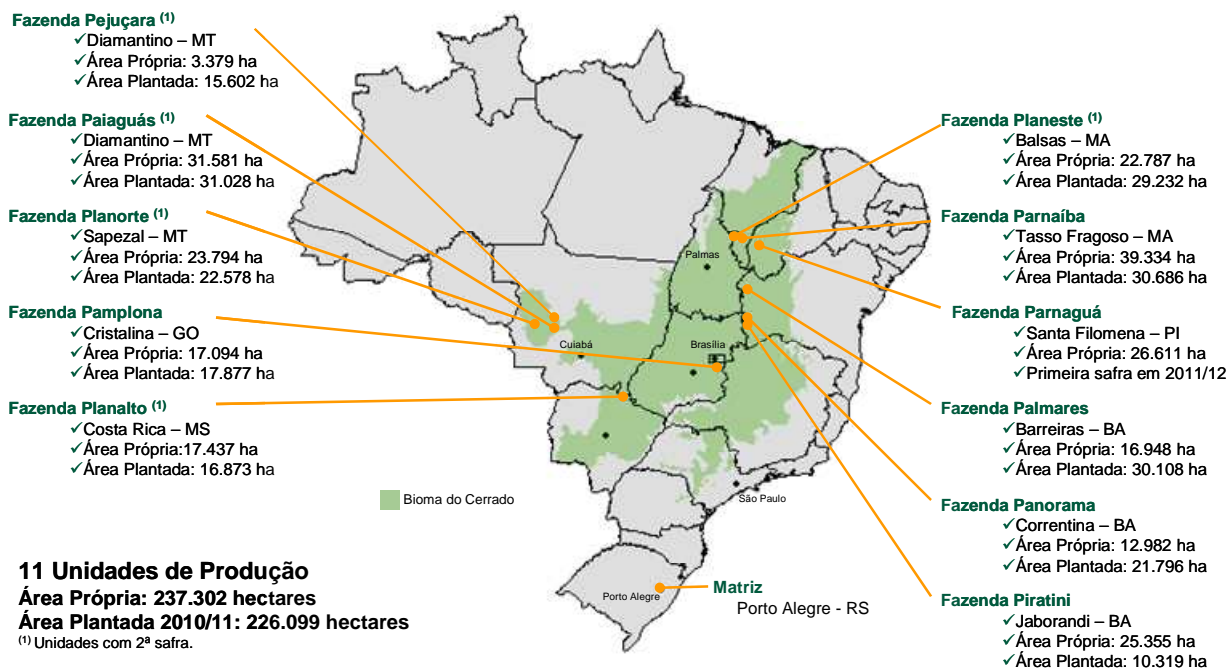 Fazenda Pejuçara (1)
✓Diamantino – MT
✓Área Própria: 3.379 ha
✓Área Plantada: 15.602 ha
Fazenda Paiaguás (1)
✓Diamantino – MT
✓Área Própria: 31.581 ha
✓Área Plantada: 31.028 ha
Fazenda Planorte (1)
✓Sapezal – MT
✓Área Própria: 23.794 ha
✓Área Plantada: 22.578 ha
Fazenda Pamplona
✓Cristalina – GO
✓Área Própria: 17.094 ha
✓Área Plantada: 17.877 ha
Fazenda Planalto (1)
✓Costa Rica – MS
✓Área Própria:17.437 ha
✓Área Plantada: 16.873 ha
11 Unidades de Produção
Área Própria: 237.302 hectares
Área Plantada 2010/11: 226.099 hectares
(1) Unidades com 2ª safra.
Palmas
Cuiabá
Brasília
São Paulo
Porto Alegre
Bioma do Cerrado
Matriz
Porto Alegre - RS
Fazenda Planeste (1)
✓Balsas – MA
✓Área Própria: 22.787 ha
✓Área Plantada: 29.232 ha
Fazenda Parnaíba
✓Tasso Fragoso – MA
✓Área Própria: 39.334 ha
✓Área Plantada: 30.686 ha
Fazenda Parnaguá
✓Santa Filomena – PI
✓Área Própria: 26.611 ha
✓Primeira safra em 2011/12
Fazenda Palmares
✓Barreiras – BA
✓Área Própria: 16.948 ha
✓Área Plantada: 30.108 ha
Fazenda Panorama
✓Correntina – BA
✓Área Própria: 12.982 ha
✓Área Plantada: 21.796 ha
Fazenda Piratini
✓Jaborandi – BA
✓Área Própria: 25.355 ha
✓Área Plantada: 10.319 ha